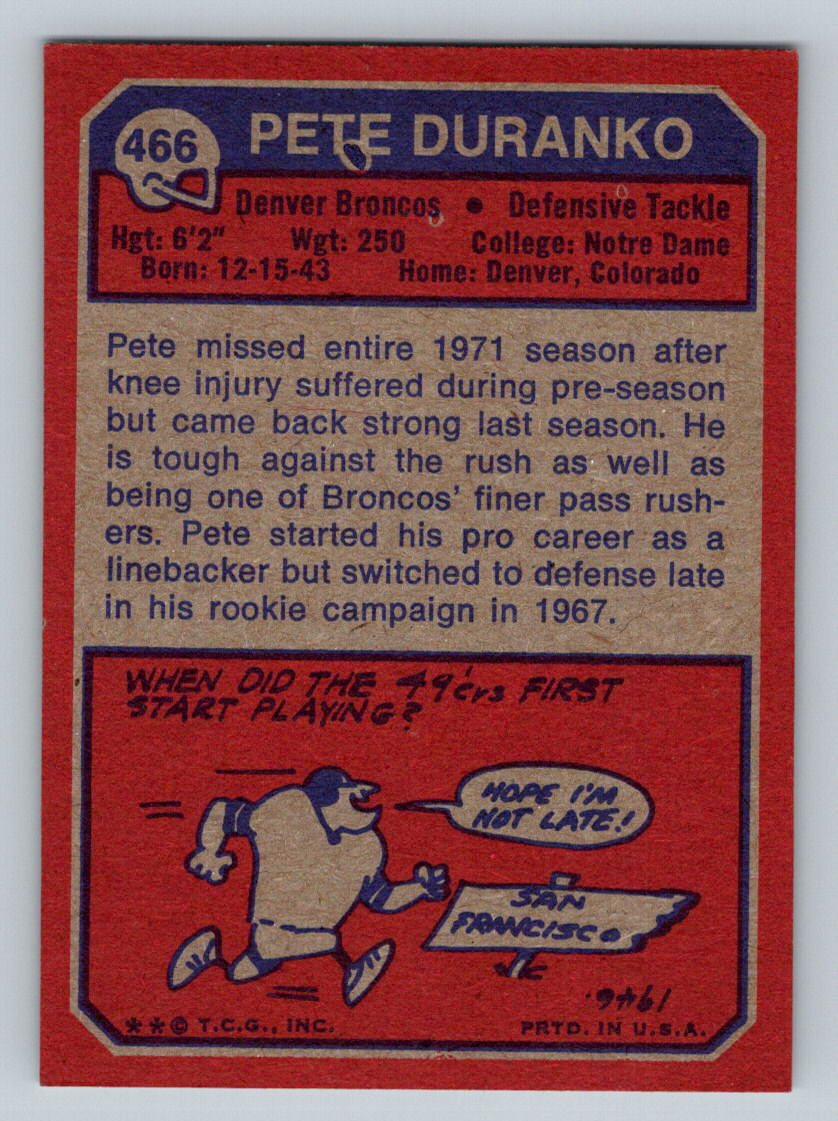 466
PETE DURANKO
Denver Broncos • Defensive Tackle
Hgt: 6'2" Wgt: 250 College: Notre Dame
Born: 12-15-43 Home: Denver, Colorado
Pete missed entire 1971 season after
knee injury suffered during pre-season
but came back strong last season. He
is tough against the rush as well as
being one of Broncos' finer pass rush-
ers. Pete started his pro career as a
linebacker but switched to defense late
in his rookie campaign in 1967.
WHEN DID THE 49'ers FIRST
START PLAYING?
HOPE I'M
NOT LATE!
SAN
FRANCISCO
1946.
**© T.C.G., INC. PRTD. IN U.S.A.